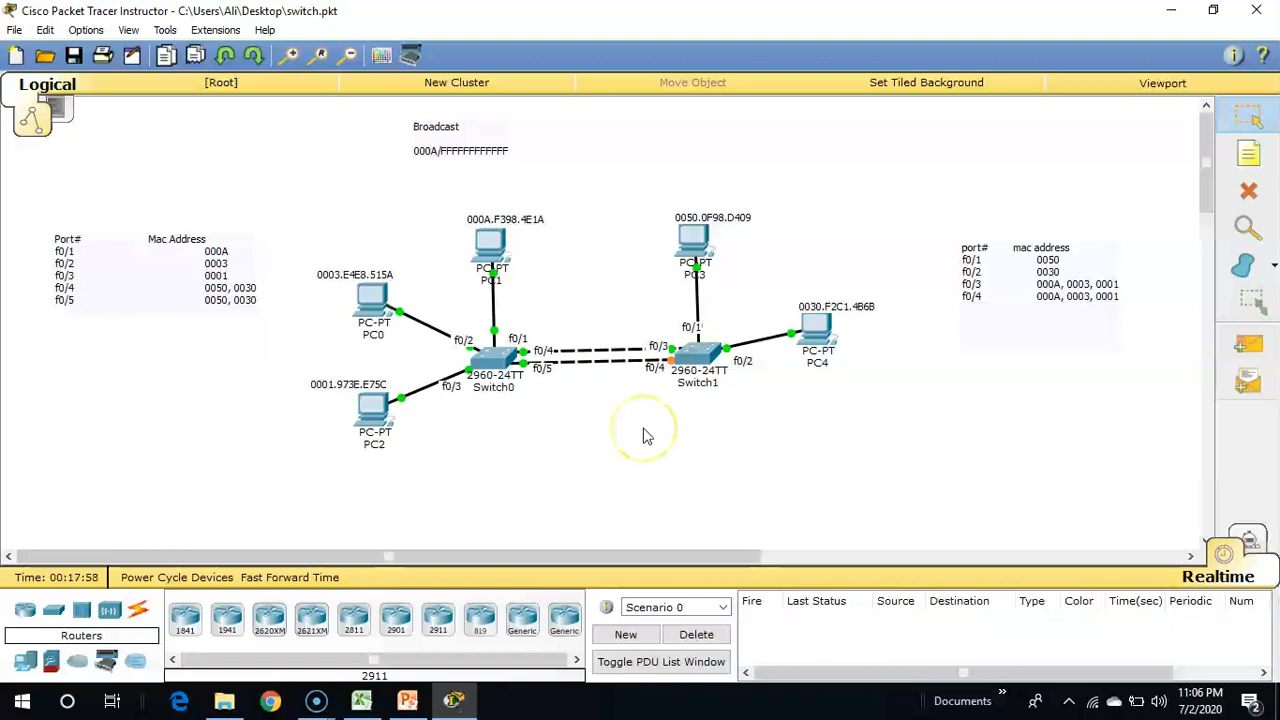 Cisco Packet Tracer Instructor - C:\Users\Ali\Desktop\switch.pkt
File Edit Options View Tools Extensions Help
Logical [Root] New Cluster Move Object Set Tiled Background Viewport
Broadcast
000A/FFFFFFFFFFFF
Port# Mac Address
f0/1 000A
f0/2 0003
f0/3 0001
f0/4 0050, 0030
f0/5 0050, 0030
000A.F398.4E1A
PC-PT
PC1
0003.E4E8.515A
PC-PT
PC0
0001.973E.E75C
PC-PT
PC2
f0/2
f0/1
f0/3
f0/4
f0/5
2960-24TT
Switch0
0050.0F98.D409
PC-PT
PC3
0030.F2C1.4B6B
PC-PT
PC4
f0/1
f0/3
f0/2
f0/4
2960-24TT
Switch1
port# mac address
f0/1 0050
f0/2 0030
f0/3 000A, 0003, 0001
f0/4 000A, 0003, 0001
Time: 00:17:58 Power Cycle Devices Fast Forward Time Realtime
Routers
1841 1941 2620XM 2621XM 2811 2901 2911 819 Generic Generic
2911
Scenario 0
New Delete
Toggle PDU List Window
Fire Last Status Source Destination Type Color Time(sec) Periodic Num
Documents
11:06 PM
7/2/2020
2